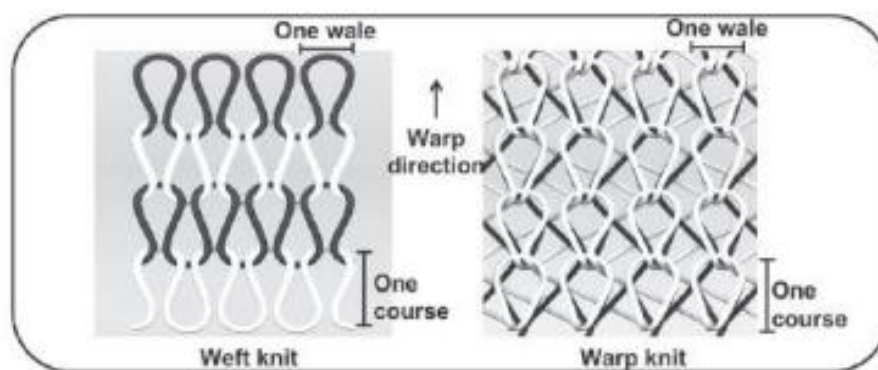 One wale
One wale
Warp
direction
One
course
One
course
Weft knit
Warp knit